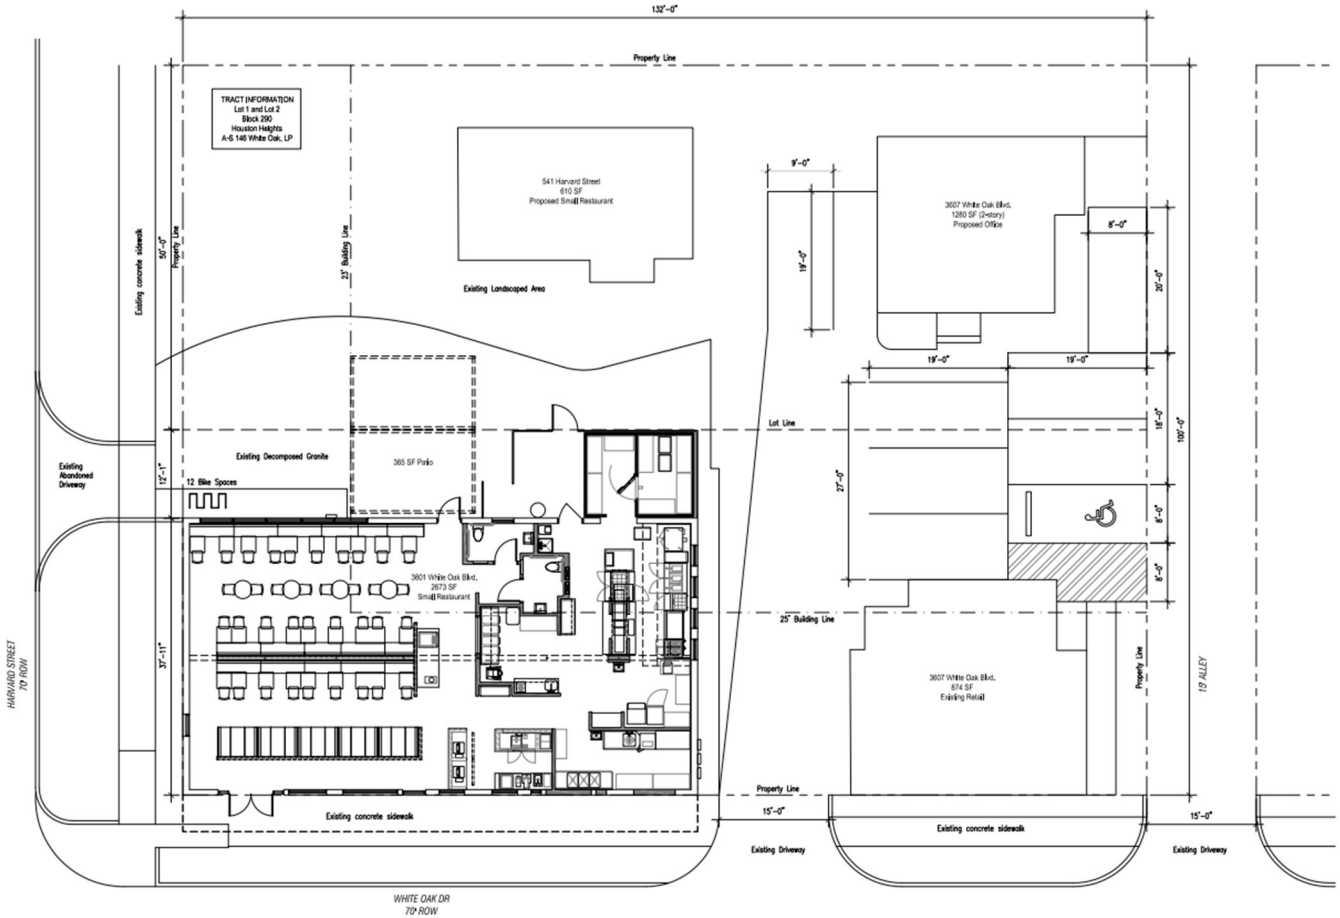 132'-0"
Property Line
TRACT INFORMATION
Lot 1 and Lot 2
Block 290
Houston Heights
A-S 146 White Oak, LP
541 Harvard Street
610 SF
Proposed Small Restaurant
9'-0"
3607 White Oak Blvd.
1280 SF (2-story)
Proposed Office
8'-0"
Existing concrete sidewalk
50'-0"
Property Line
23' Building Line
19'-0"
20'-0"
Existing Landscaped Area
19'-0"
19'-0"
Lot Line
18'-0"
100'-0"
Existing
Abandoned
Driveway
12'-1"
Existing Decomposed Granite
365 SF Patio
12 Bike Spaces
27'-0"
8'-0"
8'-0"
3601 White Oak Blvd.
2673 SF
Small Restaurant
25' Building Line
HARVARD STREET
70' ROW
37'-11"
3607 White Oak Blvd.
874 SF
Existing Retail
Property Line
15' ALLEY
Property Line
Existing concrete sidewalk
15'-0"
Existing concrete sidewalk
15'-0"
Existing Driveway
Existing Driveway
WHITE OAK DR
70' ROW